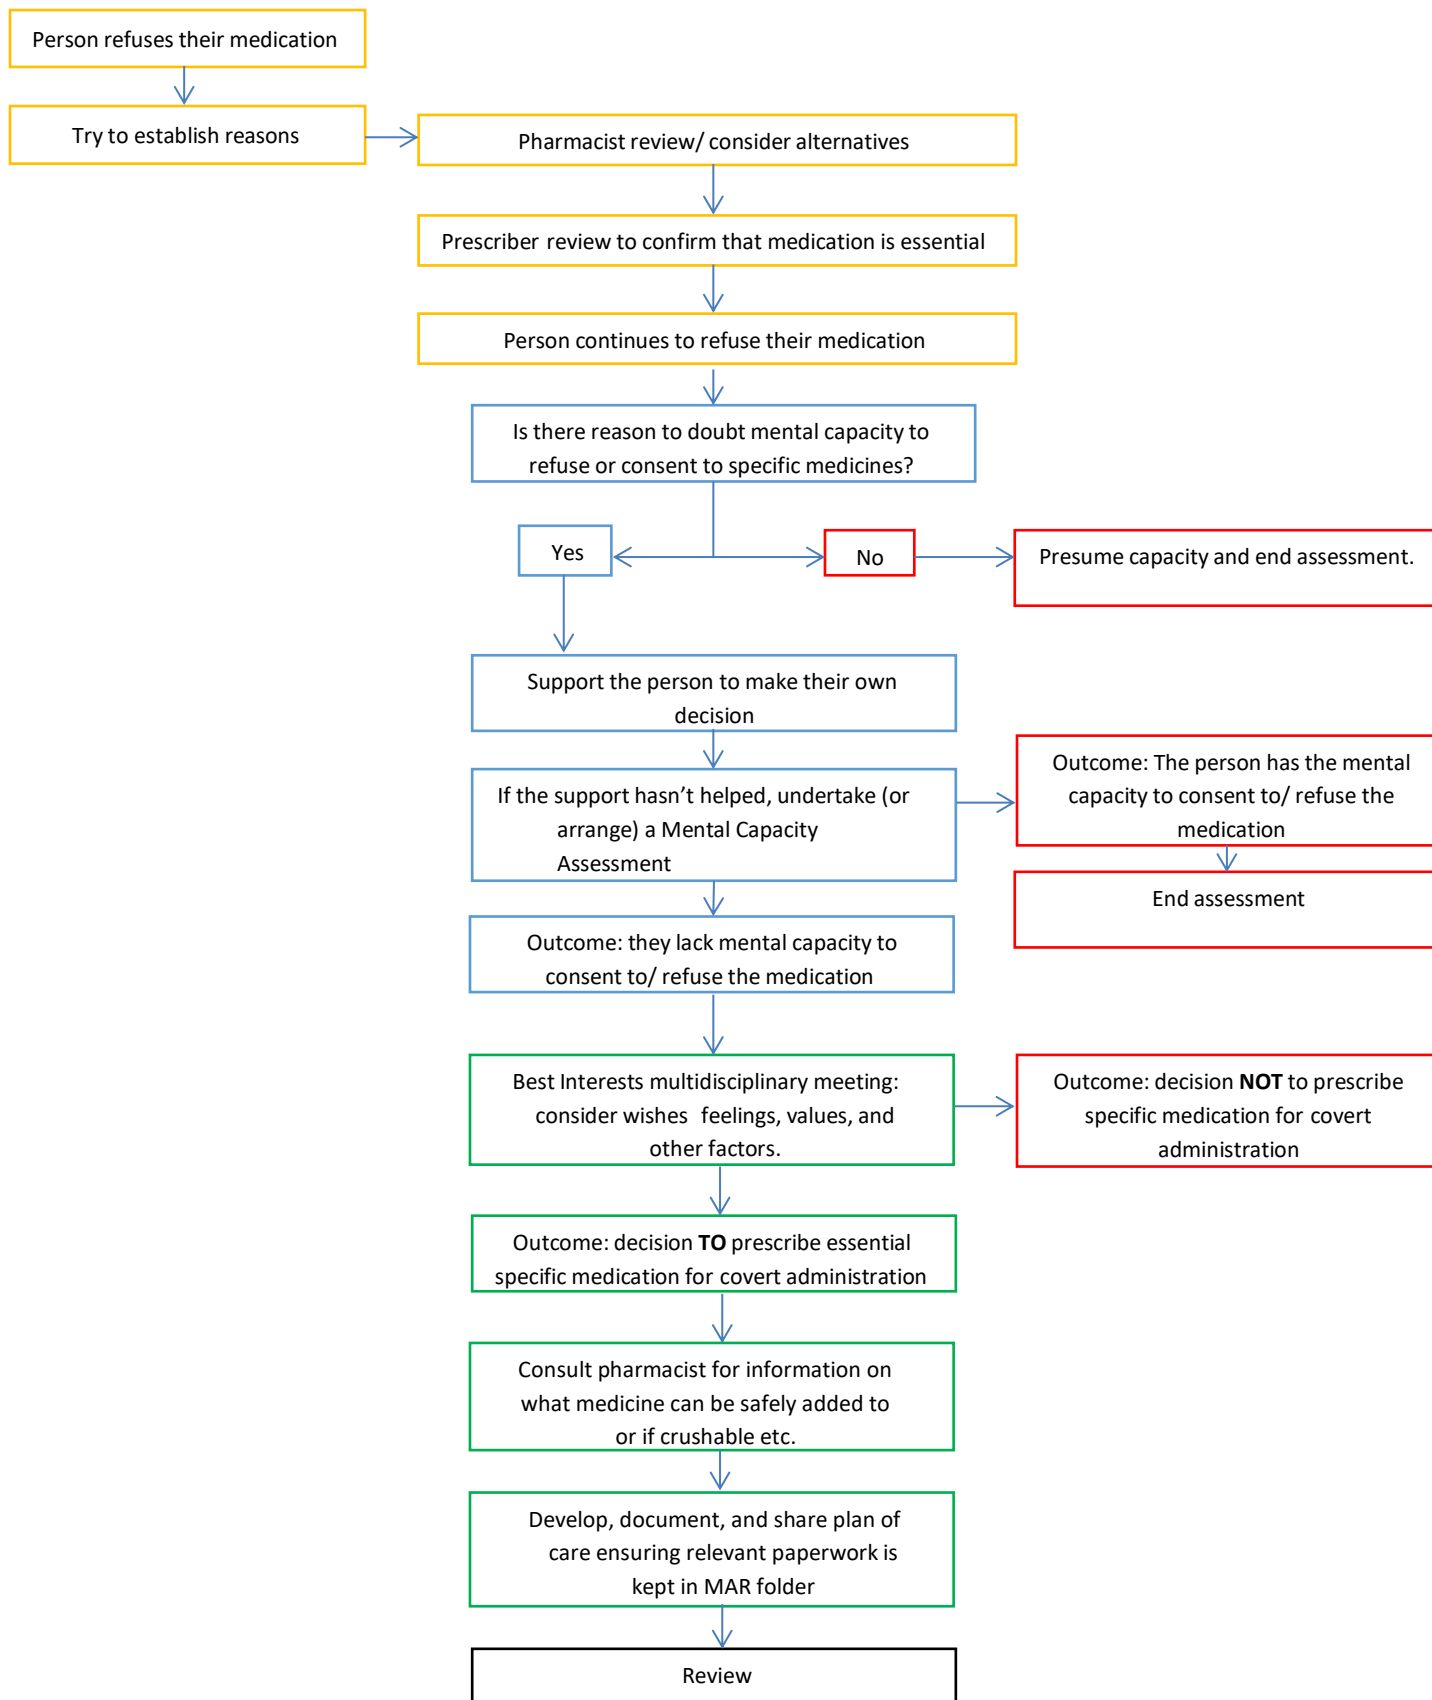 Person refuses their medication
Try to establish reasons
Pharmacist review/ consider alternatives
Prescriber review to confirm that medication is essential
Person continues to refuse their medication
Is there reason to doubt mental capacity to
refuse or consent to specific medicines?
Yes
No
Presume capacity and end assessment.
Support the person to make their own
decision
If the support hasn’t helped, undertake (or
arrange) a Mental Capacity
Assessment
Outcome: The person has the mental
capacity to consent to/ refuse the
medication
End assessment
Outcome: they lack mental capacity to
consent to/ refuse the medication
Best Interests multidisciplinary meeting:
consider wishes feelings, values, and
other factors.
Outcome: decision NOT to prescribe
specific medication for covert
administration
Outcome: decision TO prescribe essential
specific medication for covert administration
Consult pharmacist for information on
what medicine can be safely added to
or if crushable etc.
Develop, document, and share plan of
care ensuring relevant paperwork is
kept in MAR folder
Review